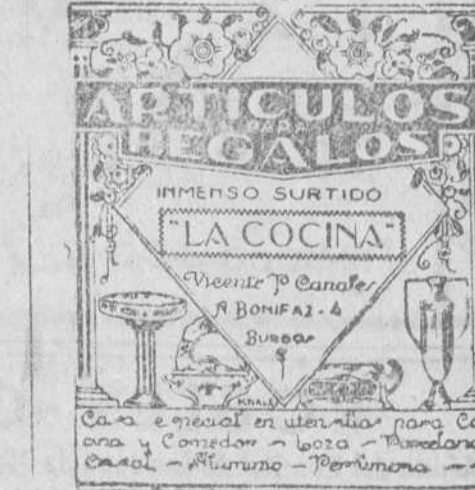 ARTICULOS
PARA
REGALOS
INMENSO SURTIDO
"LA COCINA"
Vicente P. Canales
A BONIFAZ - 4
BURGOS
Casa especial en utensilios para Co
cina y Comedor - Loza - Porcelana
Cristal - Aluminio - Perfumería -